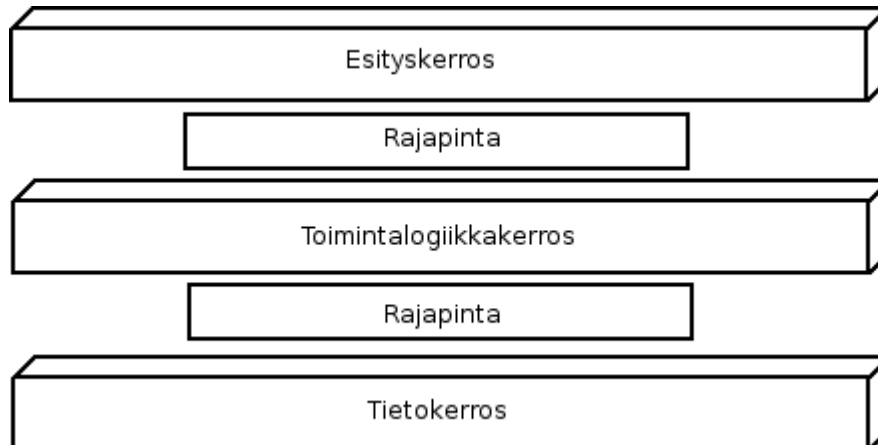 Esityskerros
Rajapinta
Toimintalogiikkakerros
Rajapinta
Tietokerros